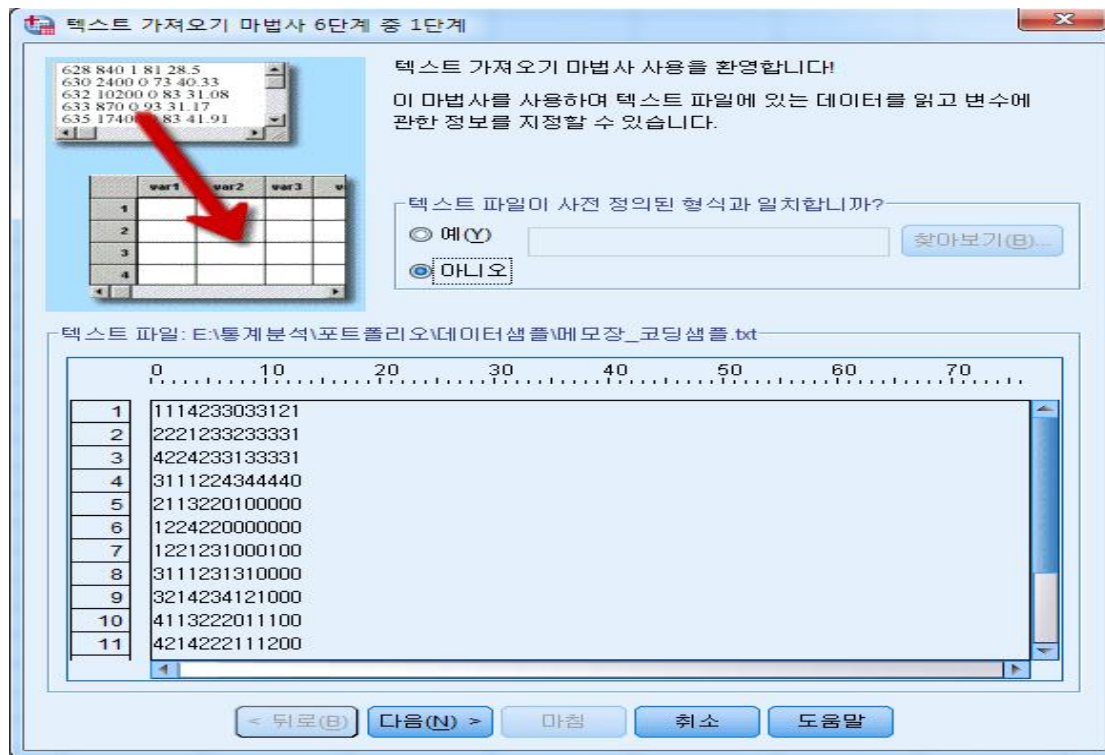 텍스트 가져오기 마법사 6단계 중 1단계
628 840 1 81 28.5
630 2400 0 73 40.33
632 10200 0 83 31.08
633 870 0 93 31.17
635 1740 83 41.91
var1 var2 var3
1
2
3
4
텍스트 가져오기 마법사 사용을 환영합니다!
이 마법사를 사용하여 텍스트 파일에 있는 데이터를 읽고 변수에
관한 정보를 지정할 수 있습니다.
텍스트 파일이 사전 정의된 형식과 일치합니까?
예(Y)
찾아보기(B)...
아니오
텍스트 파일: E:\통계분석\포트폴리오\데이터샘플\메모장_코딩샘플.txt
0 10 20 30 40 50 60 70
1 1114233033121
2 2221233233331
3 4224233133331
4 3111224344440
5 2113220100000
6 1224220000000
7 1221231000100
8 3111231310000
9 3214234121000
10 4113222011100
11 4214222111200
< 뒤로(B) 다음(N) > 마침 취소 도움말